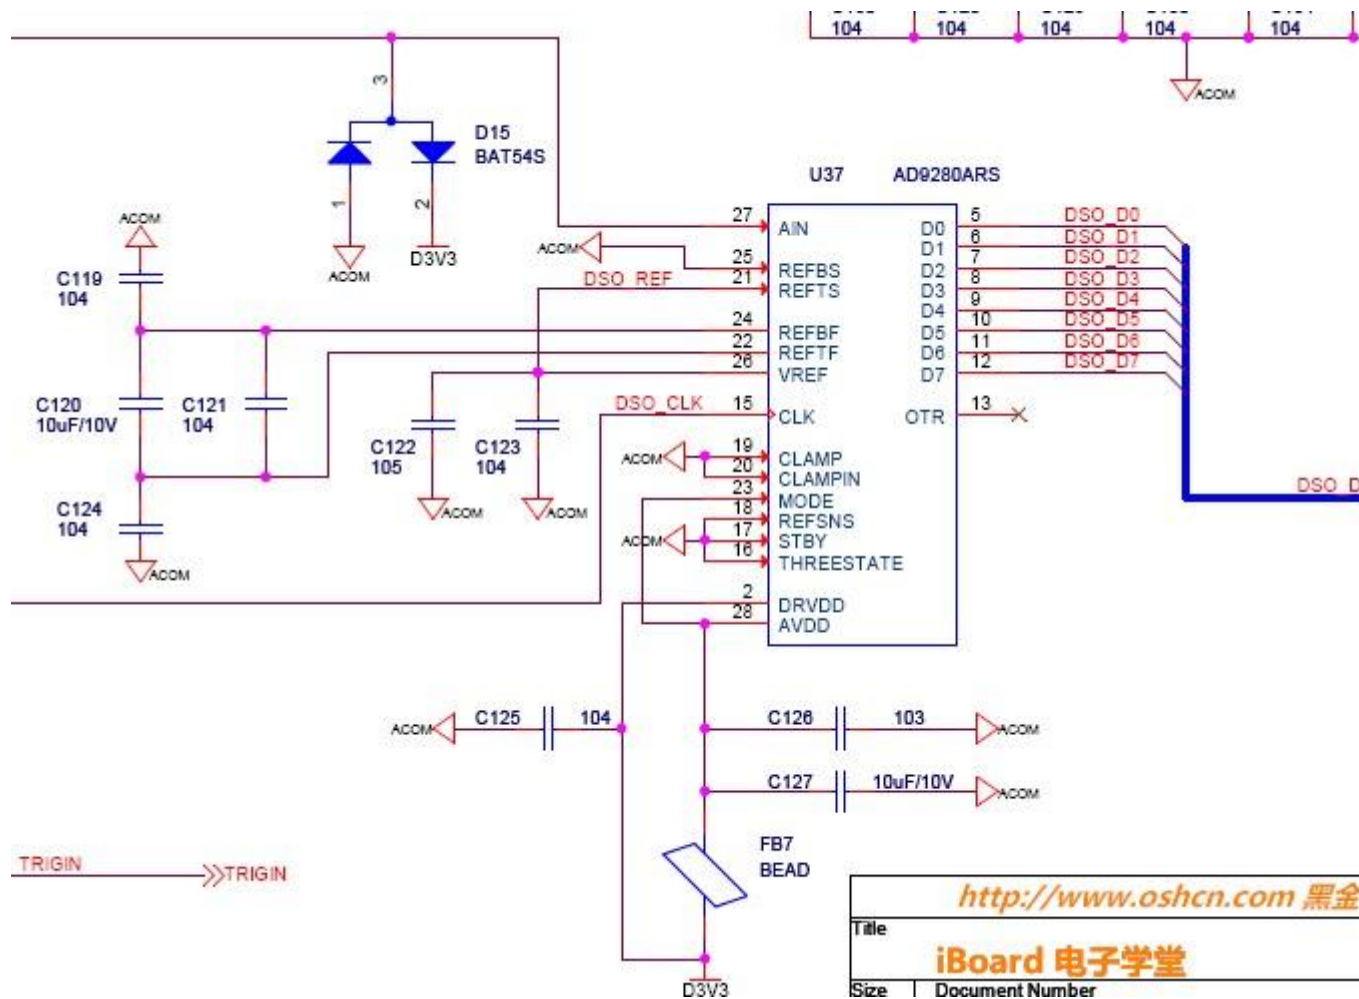 104 104 104 104 104
ACOM
3
D15
BAT54S
1 2
ACOM D3V3
U37 AD9280ARS
ACOM
C119
104
27 AIN D0 5 DSO_D0
ACOM
25 REFBS D1 6 DSO_D1
DSO_REF 21 REFTS D2 7 DSO_D2
D3 8 DSO_D3
D4 9 DSO_D4
24 REFBF D5 10 DSO_D5
22 REFTF D6 11 DSO_D6
26 VREF D7 12 DSO_D7
C120
10uF/10V
C121
104
DSO_CLK 15 CLK OTR 13
C122
105
C123
104
ACOM 19 CLAMP
20 CLAMPIN
23 MODE
18 REFSNS
ACOM 17 STBY
16 THREESTATE
DSO_D
C124
104
ACOM
ACOM ACOM
2 DRVDD
28 AVDD
ACOM C125 104
C126 103 ACOM
C127 10uF/10V ACOM
FB7
BEAD
TRIGIN TRIGIN
D3V3
http://www.oshcn.com 黑金
Title
iBoard 电子学堂
Size Document Number